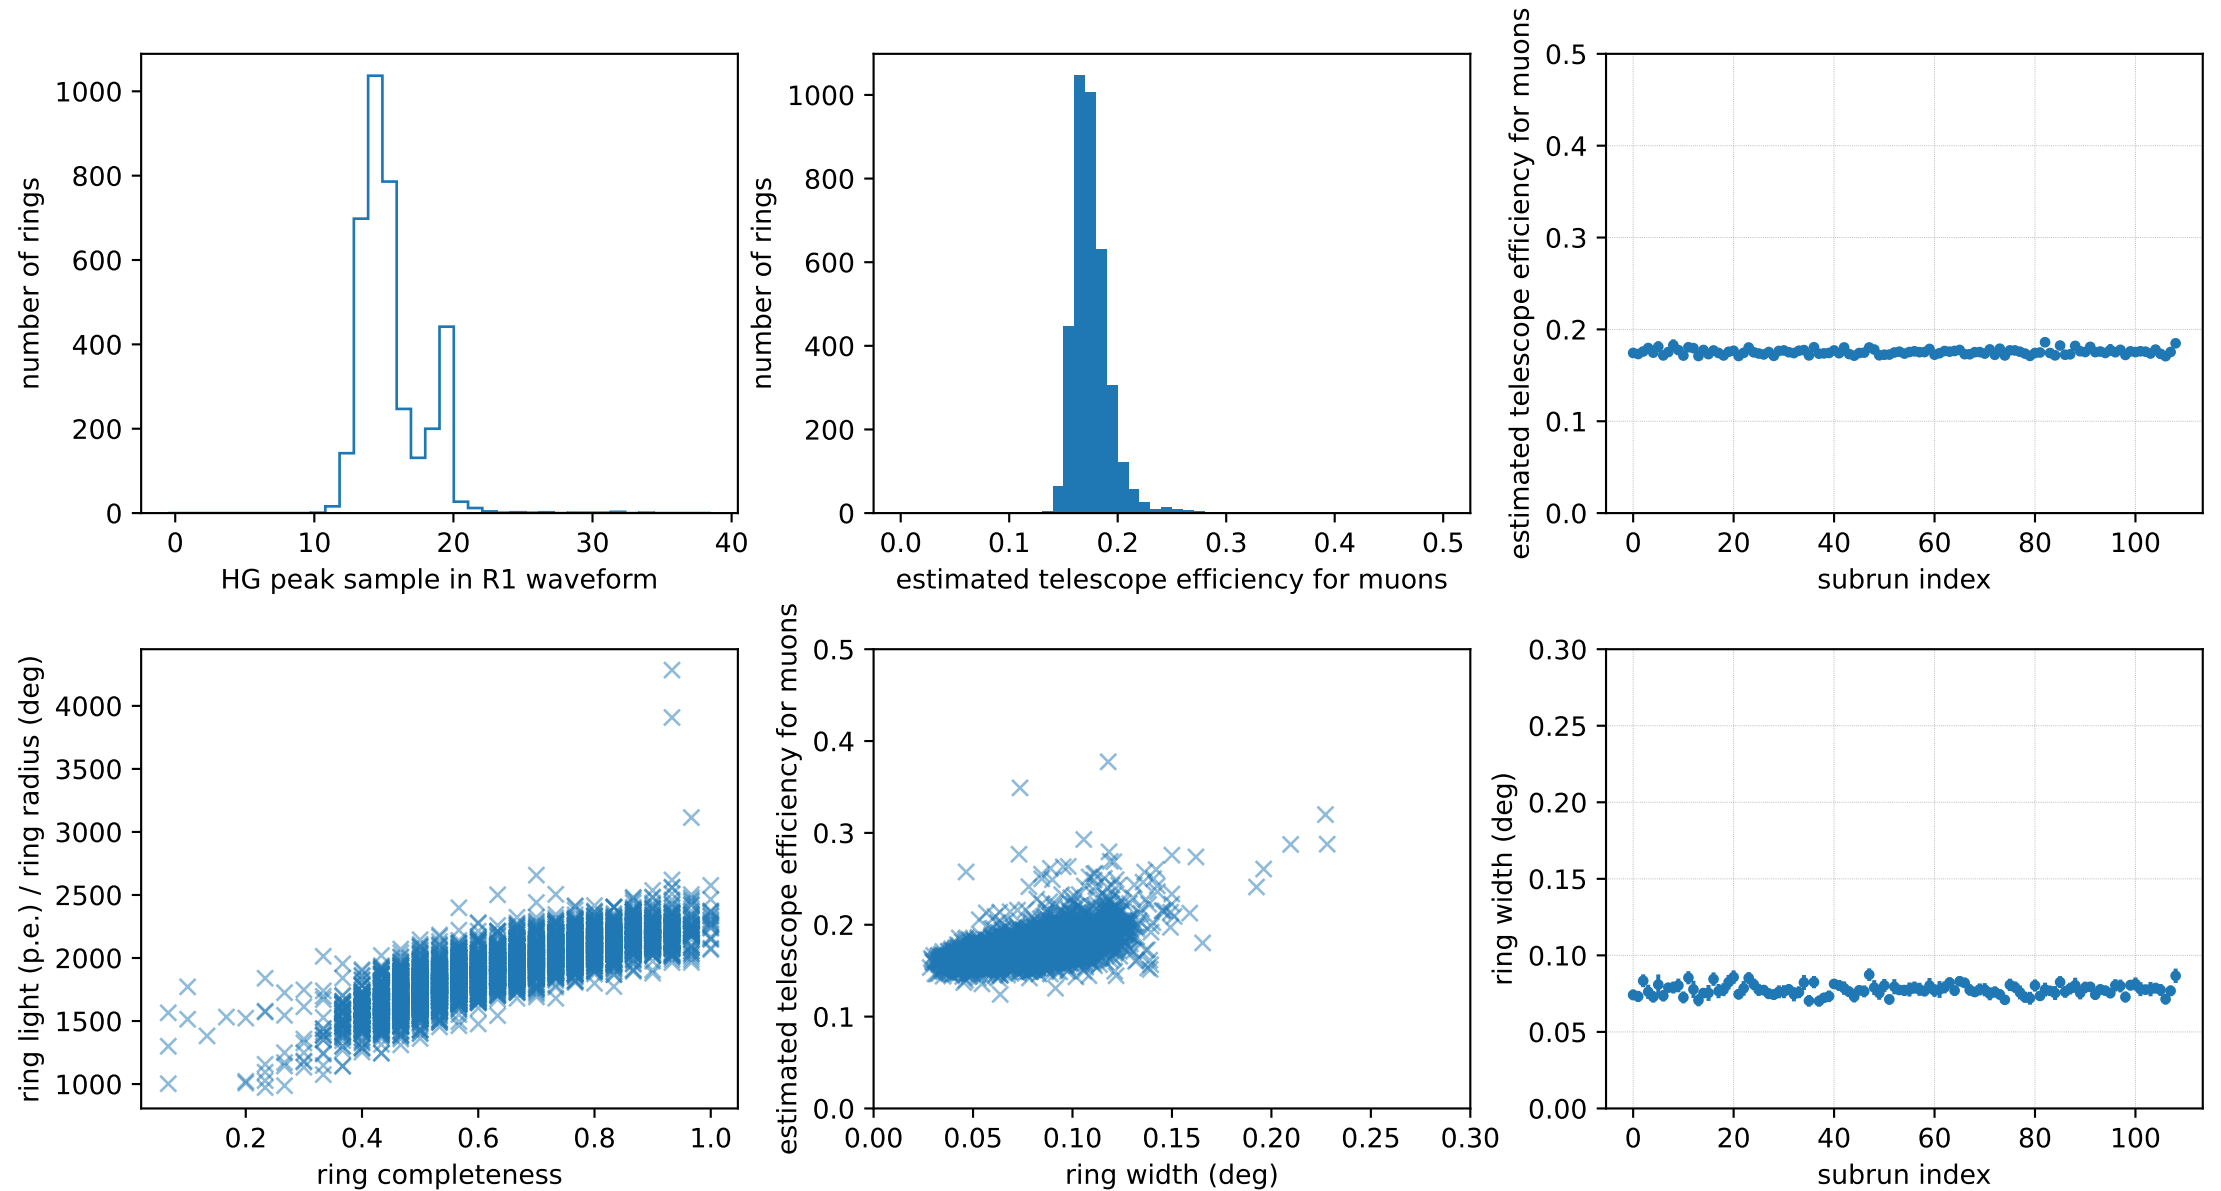 1000
800
600
400
200
0
number of rings
0 10 20 30 40
HG peak sample in R1 waveform
1000
800
600
400
200
0
number of rings
0.0 0.1 0.2 0.3 0.4 0.5
estimated telescope efficiency for muons
0.5
0.4
0.3
0.2
0.1
0.0
estimated telescope efficiency for muons
0 20 40 60 80 100
subrun index
4000
3500
3000
2500
2000
1500
1000
ring light (p.e.) / ring radius (deg)
0.2 0.4 0.6 0.8 1.0
ring completeness
0.5
0.4
0.3
0.2
0.1
0.0
estimated telescope efficiency for muons
0.00 0.05 0.10 0.15 0.20 0.25 0.30
ring width (deg)
0.30
0.25
0.20
0.15
0.10
0.05
0.00
ring width (deg)
0 20 40 60 80 100
subrun index